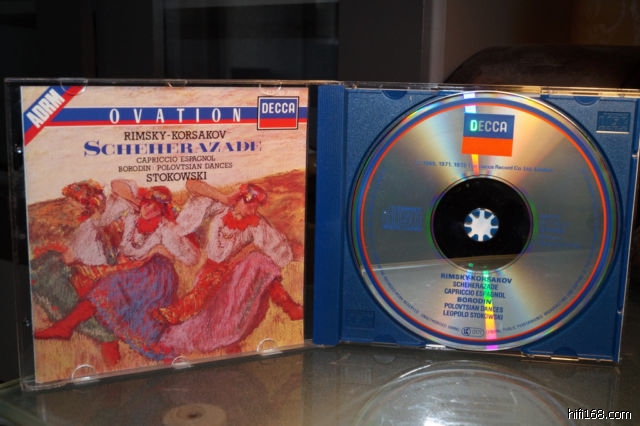 ADRM
OVATION
DECCA
RIMSKY-KORSAKOV
SCHEHERAZADE
CAPRICCIO ESPAGNOL
BORODIN · POLOVTSIAN DANCES
STOKOWSKI
DECCA
RIMSKY-KORSAKOV
SCHEHERAZADE
CAPRICCIO ESPAGNOL
BORODIN
POLOVTSIAN DANCES
LEOPOLD STOKOWSKI
hifi168.com